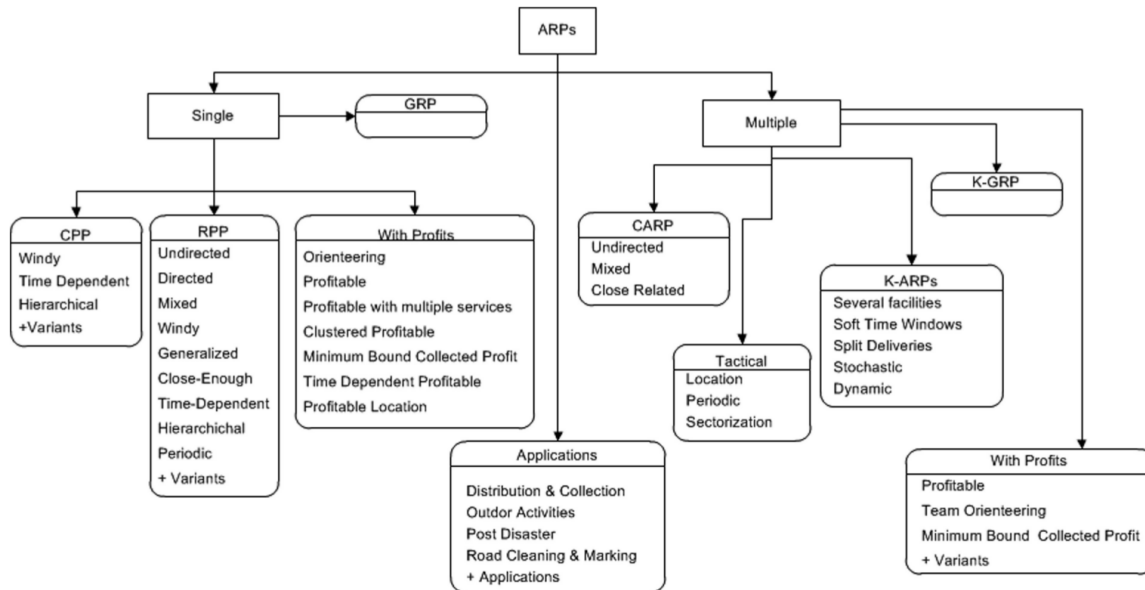 ARPs
Single
GRP
Multiple
K-GRP
CPP
Windy
Time Dependent
Hierarchical
+Variants
RPP
Undirected
Directed
Mixed
Windy
Generalized
Close-Enough
Time-Dependent
Hierarchichal
Periodic
+ Variants
With Profits
Orienteering
Profitable
Profitable with multiple services
Clustered Profitable
Minimum Bound Collected Profit
Time Dependent Profitable
Profitable Location
Applications
Distribution & Collection
Outdor Activities
Post Disaster
Road Cleaning & Marking
+ Applications
CARP
Undirected
Mixed
Close Related
Tactical
Location
Periodic
Sectorization
K-ARPs
Several facilities
Soft Time Windows
Split Deliveries
Stochastic
Dynamic
With Profits
Profitable
Team Orienteering
Minimum Bound Collected Profit
+ Variants